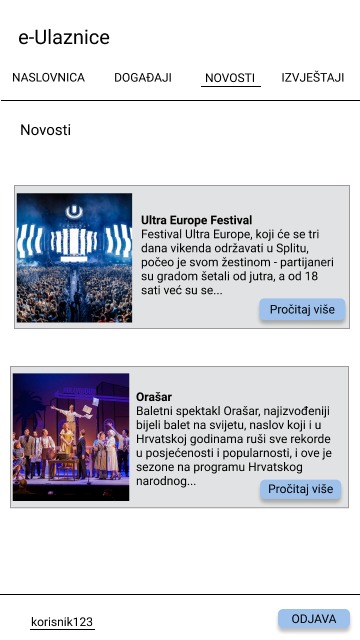 e-Ulaznice
NASLOVNICA DOGAĐAJI NOVOSTI IZVJEŠTAJI
Novosti
Ultra Europe Festival
Festival Ultra Europe, koji će se tri
dana vikenda održavati u Splitu,
počeo je svom žestinom - partijaneri
su gradom šetali od jutra, a od 18
sati već su se...
Pročitaj više
Orašar
Baletni spektakl Orašar, najizvođeniji
bijeli balet na svijetu, naslov koji i u
Hrvatskoj godinama ruši sve rekorde
u posjećenosti i popularnosti, i ove je
sezone na programu Hrvatskog
narodnog...
Pročitaj više
korisnik123
ODJAVA